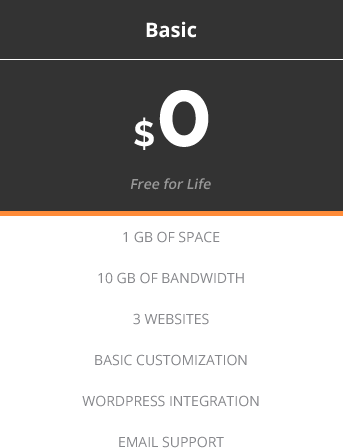 Basic
$0
Free for Life
1 GB OF SPACE
10 GB OF BANDWIDTH
3 WEBSITES
BASIC CUSTOMIZATION
WORDPRESS INTEGRATION
EMAIL SUPPORT